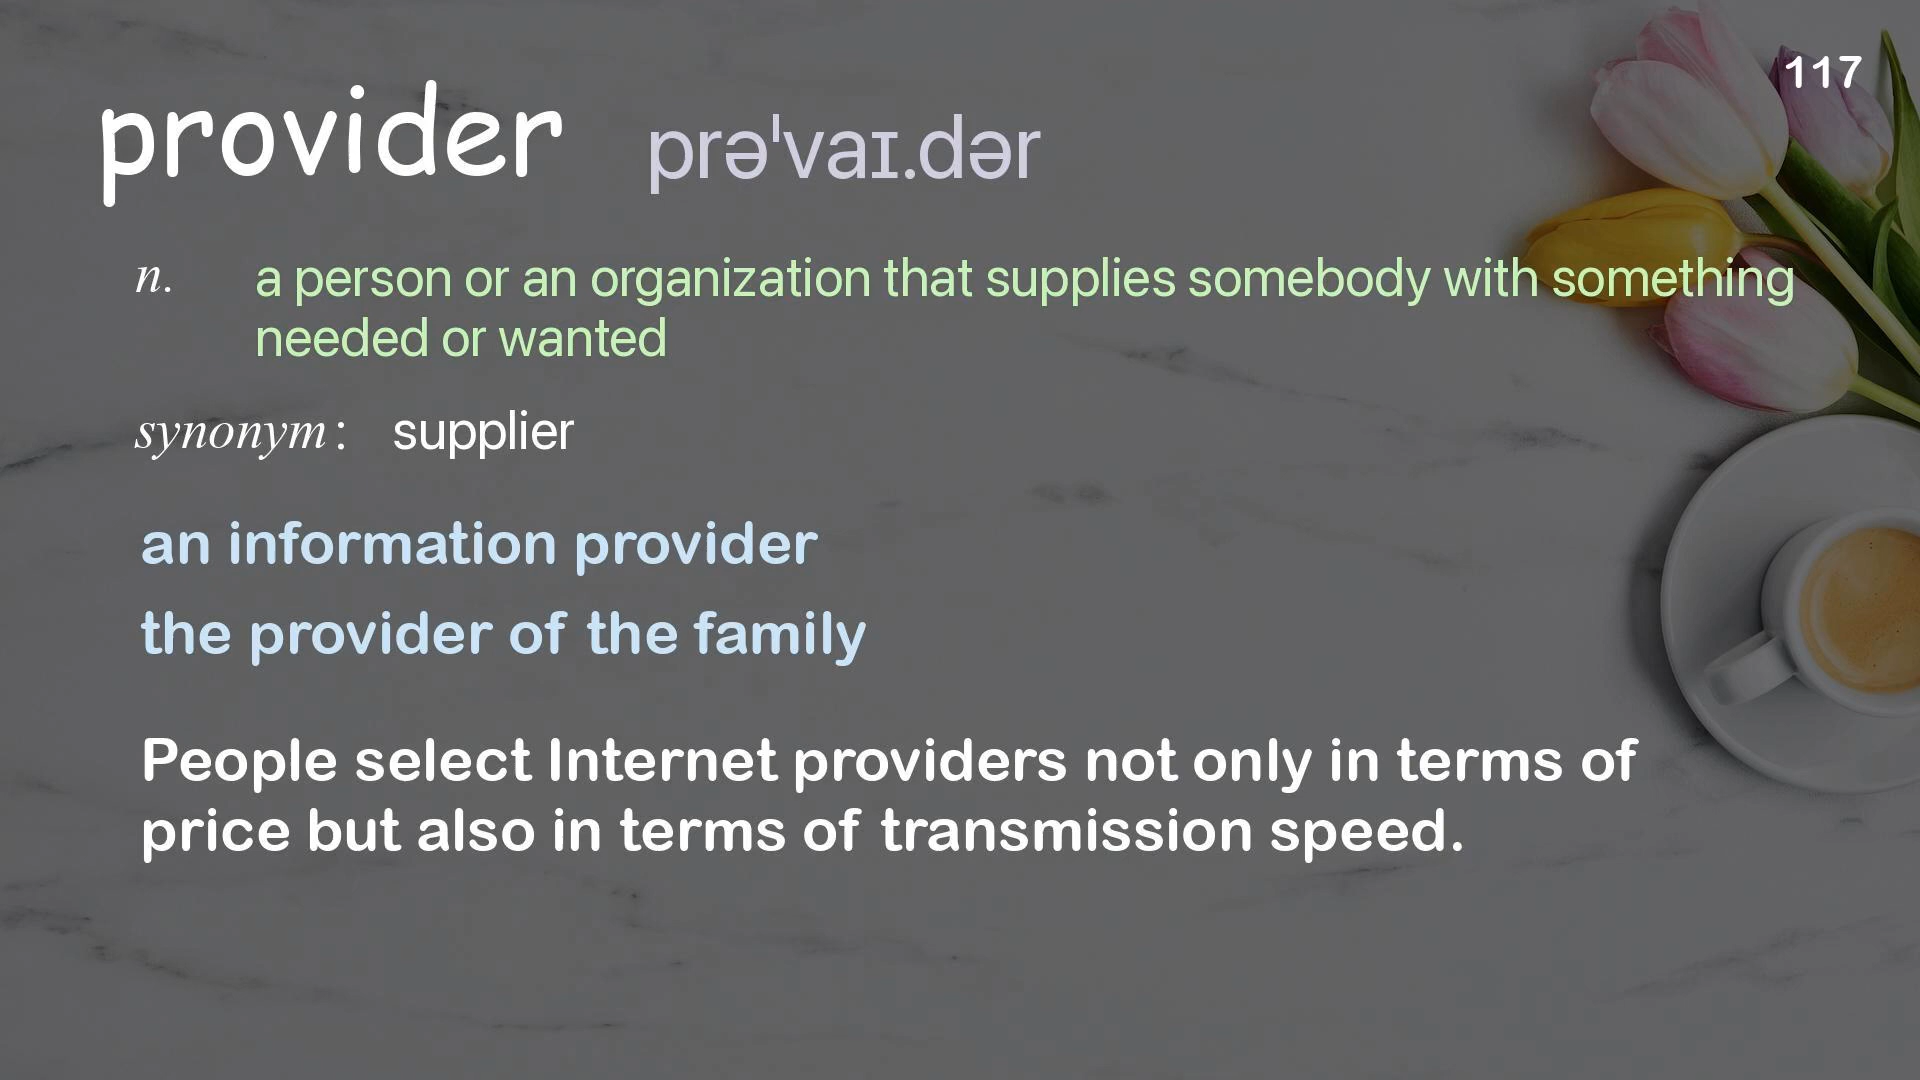 117
provider prəˈvaɪ.dər
n. a person or an organization that supplies somebody with something
needed or wanted
synonym: supplier
an information provider
the provider of the family
People select Internet providers not only in terms of
price but also in terms of transmission speed.